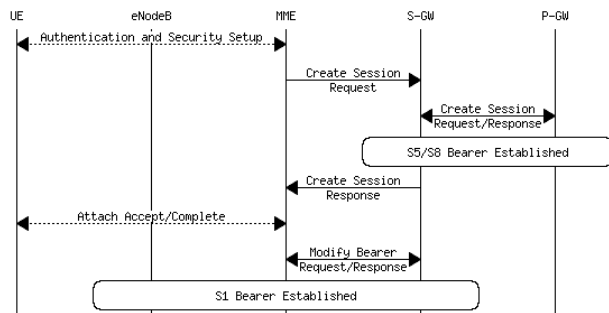 UE eNodeB MME S-GW P-GW
Authentication and Security Setup
Create Session
Request
Create Session
Request/Response
S5/S8 Bearer Established
Create Session
Response
Attach Accept/Complete
Modify Bearer
Request/Response
S1 Bearer Established